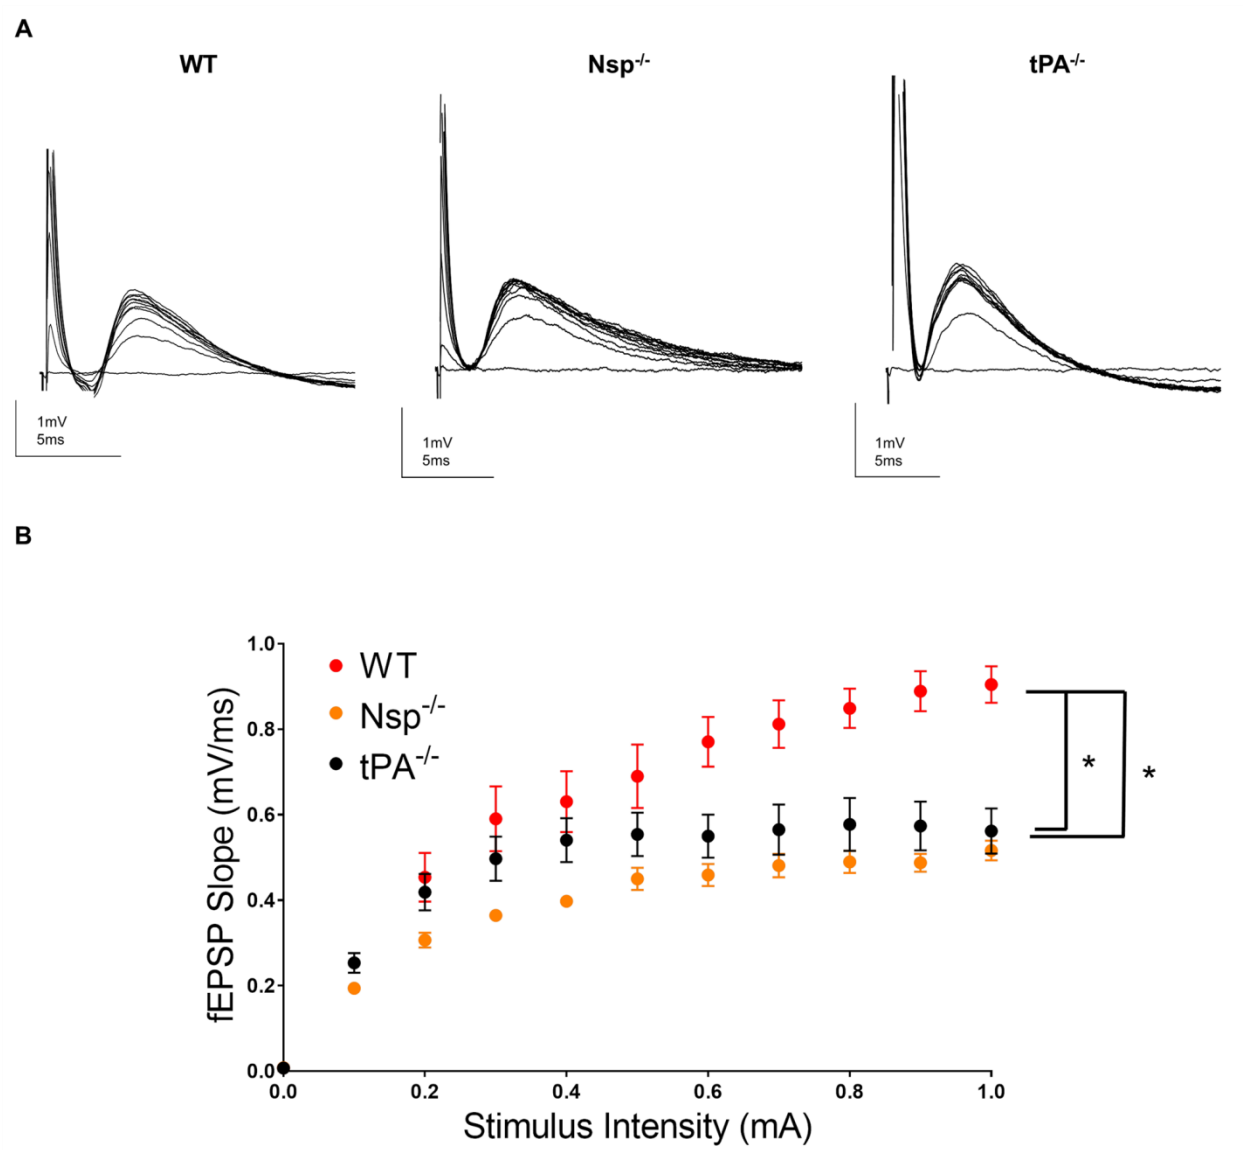 A
WT
Nsp-/-
tPA-/-
1mV
5ms
1mV
5ms
1mV
5ms
B
fEPSP Slope (mV/ms)
1.0
0.8
0.6
0.4
0.2
0.0
WT
Nsp-/-
tPA-/-
*
*
0.0 0.2 0.4 0.6 0.8 1.0
Stimulus Intensity (mA)